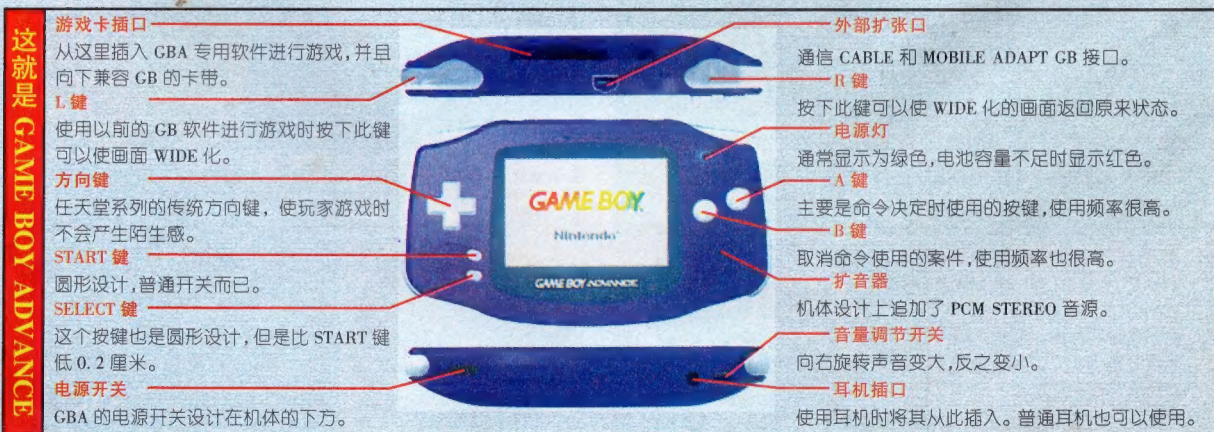 这就是 GAME BOY ADVANCE
游戏卡插口
从这里插入 GBA 专用软件进行游戏,并且
向下兼容 GB 的卡带。
L 键
使用以前的 GB 软件进行游戏时按下此键
可以使画面 WIDE 化。
方向键
任天堂系列的传统方向键, 使玩家游戏时
不会产生陌生感。
START 键
圆形设计,普通开关而已。
SELECT 键
这个按键也是圆形设计,但是比 START 键
低 0.2 厘米。
电源开关
GBA 的电源开关设计在机体的下方。
GAME BOY
Nintendo
GAME BOY ADVANCE
外部扩张口
通信 CABLE 和 MOBILE ADAPT GB 接口。
R 键
按下此键可以使 WIDE 化的画面返回原来状态。
电源灯
通常显示为绿色,电池容量不足时显示红色。
A 键
主要是命令决定时使用的按键,使用频率很高。
B 键
取消命令使用的案件,使用频率也很高。
扩音器
机体设计上追加了 PCM STEREO 音源。
音量调节开关
向右旋转声音变大,反之变小。
耳机插口
使用耳机时将其从此插入。普通耳机也可以使用。